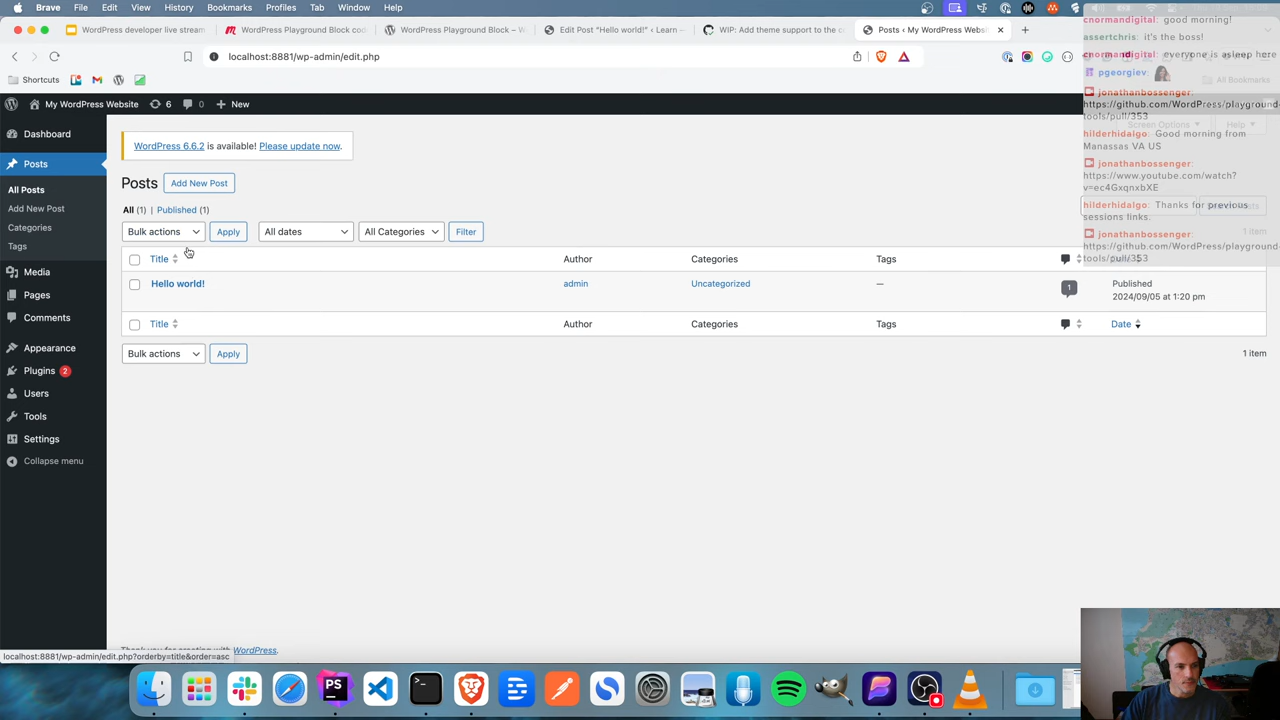 Brave File Edit View History Bookmarks Profiles Tab Window Help
WordPress developer live stream
WordPress Playground Block cod
WordPress Playground Block – W
Edit Post "Hello world!" ‹ Learn –
WIP: Add theme support to the c
Posts ‹ My WordPress Website
localhost:8881/wp-admin/edit.php
Shortcuts
All Bookmarks
My WordPress Website 6 0 New
Screen Options Help
Dashboard
Posts
All Posts
Add New Post
Categories
Tags
Media
Pages
Comments
Appearance
Plugins 2
Users
Tools
Settings
Collapse menu
WordPress 6.6.2 is available! Please update now.
Posts Add New Post
All (1) | Published (1)
Bulk actions Apply All dates All Categories Filter
1 item
Title Author Categories Tags
Hello world! admin Uncategorized — 1 Published
2024/09/05 at 1:20 pm
Title Author Categories Tags Date
Bulk actions Apply 1 item
WordPress.
localhost:8881/wp-admin/edit.php?orderby=title&order=asc
cnormandigital: good morning!
assertchris: it's the boss!
everyone is asleep here
pgeorgiev:
jonathanbossenger:
https://github.com/WordPress/playground-
tools/pull/353
hilderhidalgo: Good morning from
Manassas VA US
jonathanbossenger:
https://www.youtube.com/watch?
v=ec4GxqnxbXE
hilderhidalgo: Thanks for previous
sessions links.
jonathanbossenger:
https://github.com/WordPress/playground-
tools/pull/353